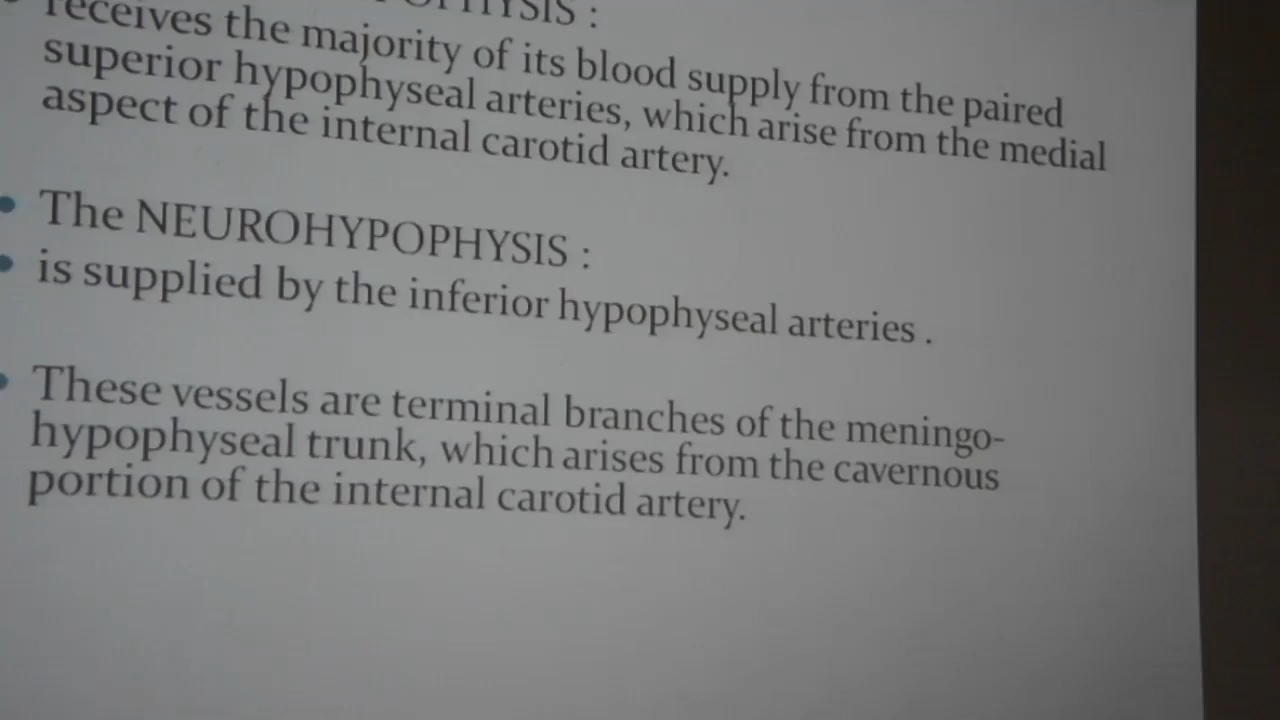 receives the majority of its blood supply from the paired
superior hypophyseal arteries, which arise from the medial
aspect of the internal carotid artery.
• The NEUROHYPOPHYSIS :
• is supplied by the inferior hypophyseal arteries .
• These vessels are terminal branches of the meningo-
hypophyseal trunk, which arises from the cavernous
portion of the internal carotid artery.